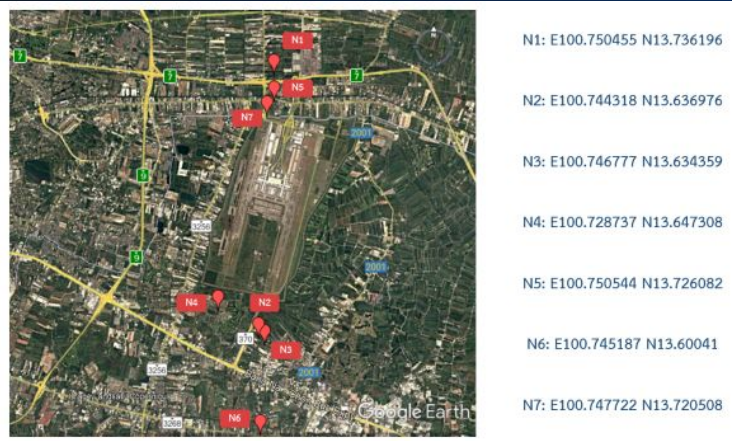 N1
7
7
7
N5
N7
2001
9
3256
9
2001
N4
N2
370
N3
3256
2001
Google Earth
N6
3268
N1: E100.750455 N13.736196
N2: E100.744318 N13.636976
N3: E100.746777 N13.634359
N4: E100.728737 N13.647308
N5: E100.750544 N13.726082
N6: E100.745187 N13.60041
N7: E100.747722 N13.720508